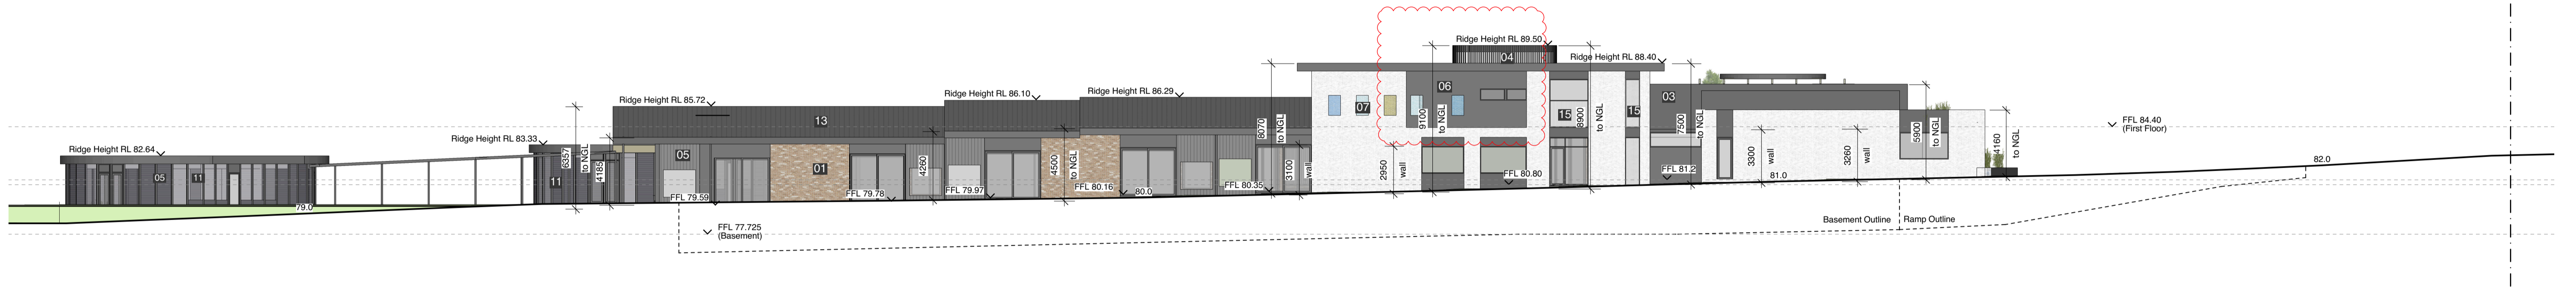 Ridge Height RL 89.50
04
Ridge Height RL 88.40
Ridge Height RL 86.29
Ridge Height RL 86.10
Ridge Height RL 85.72
Ridge Height RL 83.33
Ridge Height RL 82.64
05
11
11
6357
to NGL
4185
13
05
01
4260
4500
to NGL
8070
to NGL
3100
wall
07
06
2950
wall
9100
to NGL
15
8900
to NGL
15
7500
to NGL
03
3300
wall
3260
wall
5900
to NGL
4160
to NGL
FFL 84.40
(First Floor)
82.0
81.0
FFL 81.2
FFL 80.80
FFL 80.35
80.0
FFL 80.16
FFL 79.97
FFL 79.78
FFL 79.59
79.0
FFL 77.725
(Basement)
Basement Outline
Ramp Outline